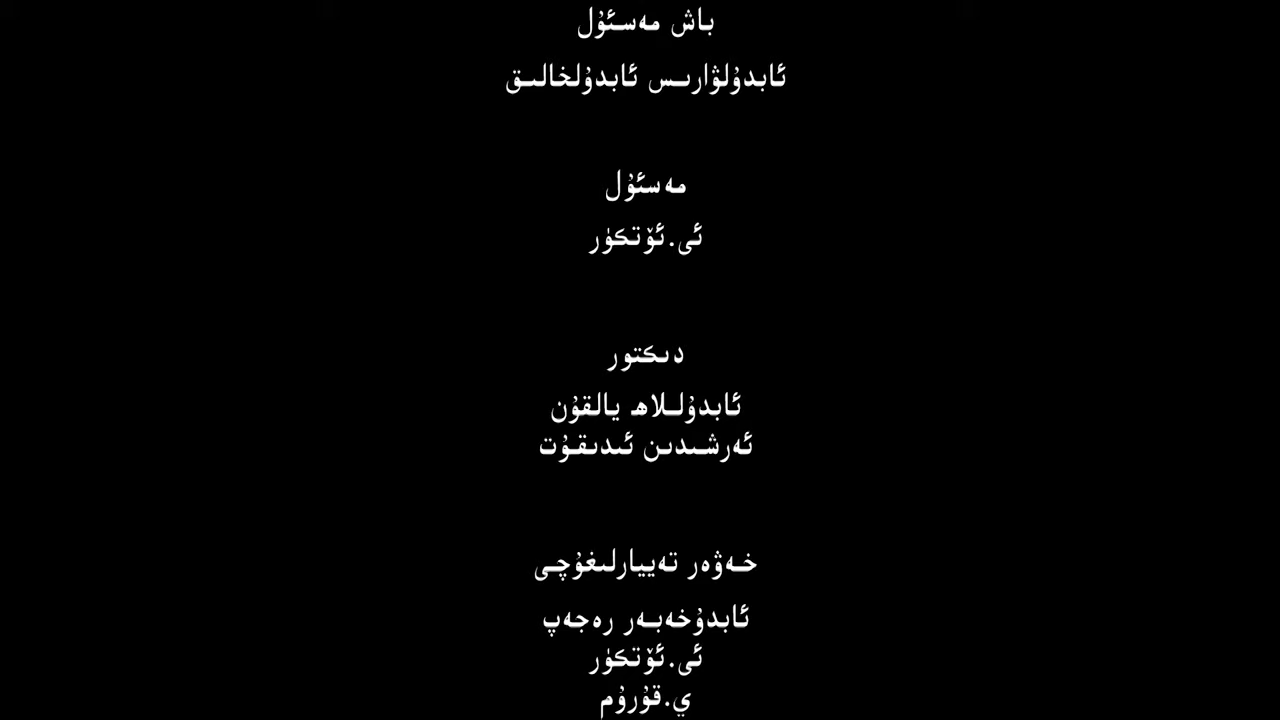 باش مەسئۇل
ئابدۇلۋارىس ئابدۇلخالىق
مەسئۇل
ئى.ئۆتكۈر
دىكتور
ئابدۇللاھ يالقۇن
ئەرشىدىن ئىدىقۇت
خەۋەر تەييارلىغۇچى
ئابدۇخەبەر رەجەپ
ئى.ئۆتكۈر
ي.قۇرۇم